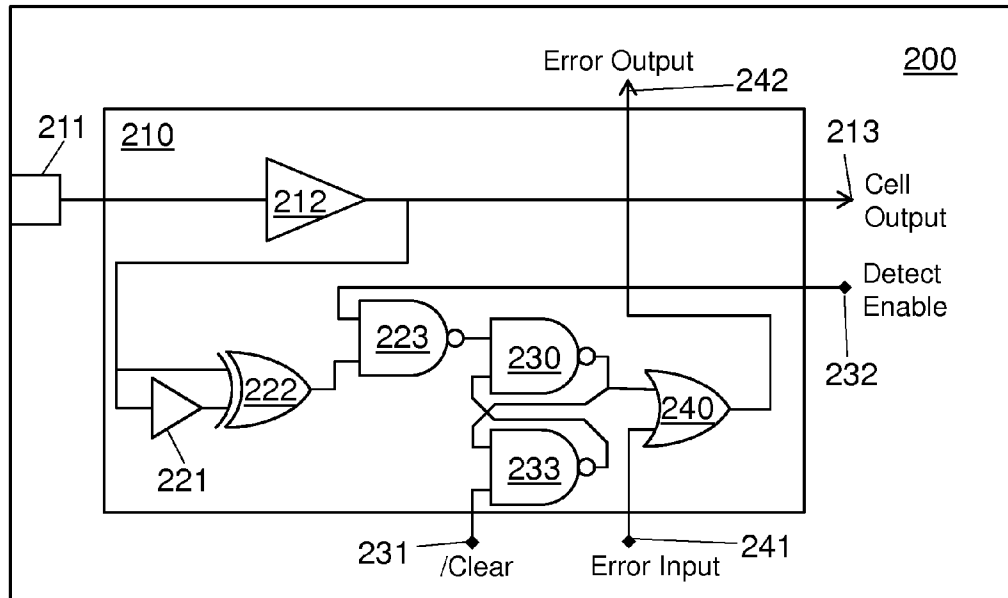 Error Output
200
242
211
210
213
212
Cell
Output
Detect
Enable
223
230
222
232
240
221
233
231
/Clear
Error Input
241